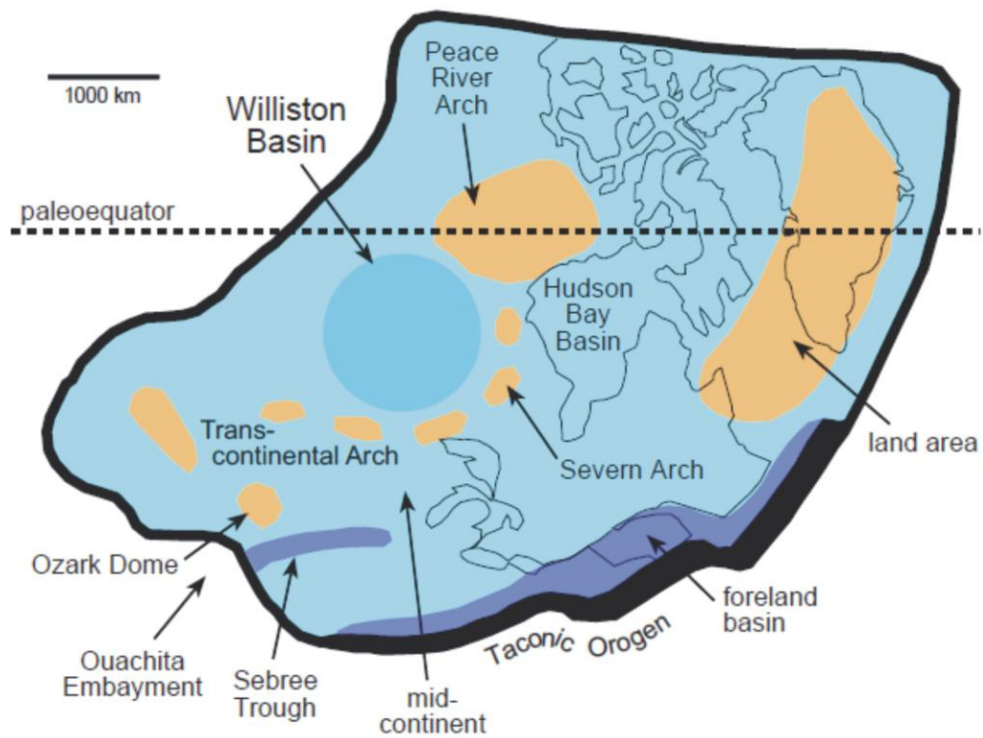 Peace
River
Arch
1000 km
Williston
Basin
paleoequator
Hudson
Bay
Basin
Trans-
continental Arch
land area
Severn Arch
Ozark Dome
foreland
basin
Taconic Orogen
Ouachita
Embayment
Sebree
Trough
mid-
continent